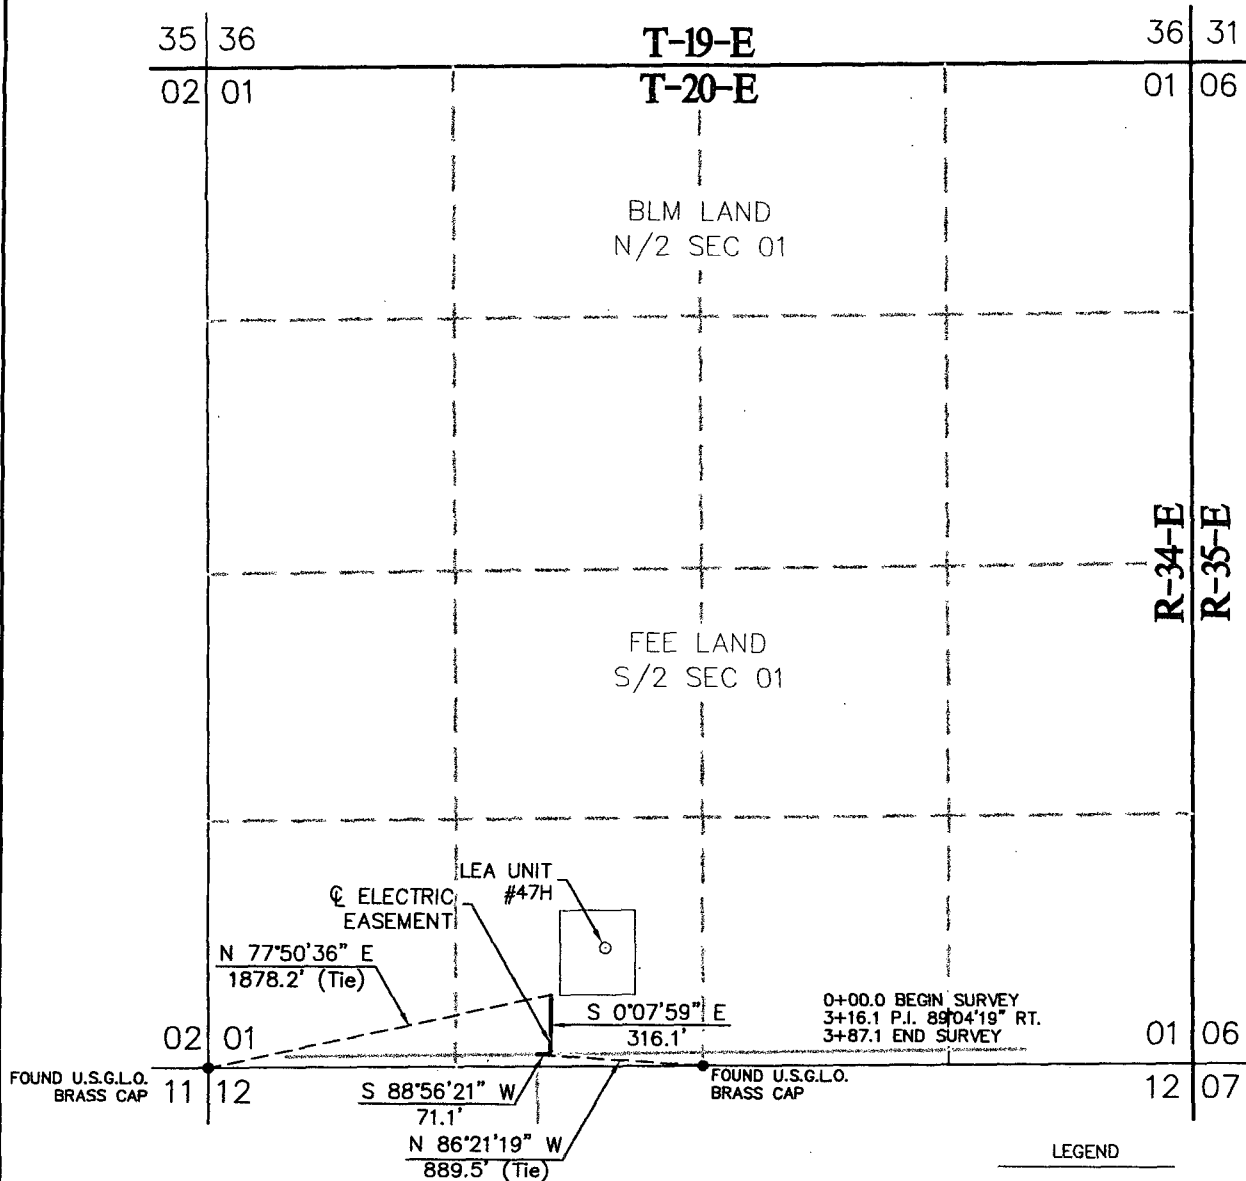 35 36
T-19-E
36 31
02 01
T-20-E
01 06
BLM LAND
N/2 SEC 01
R-34-E
R-35-E
FEE LAND
S/2 SEC 01
LEA UNIT
#47H
℄ ELECTRIC
EASEMENT
N 77°50'36" E
1878.2' (Tie)
S 0°07'59" E
316.1'
0+00.0 BEGIN SURVEY
3+16.1 P.I. 89°04'19" RT.
3+87.1 END SURVEY
02 01
01 06
FOUND U.S.G.L.O.
BRASS CAP
11 12
S 88°56'21" W
71.1'
FOUND U.S.G.L.O.
BRASS CAP
12 07
N 86°21'19" W
889.5' (Tie)
LEGEND